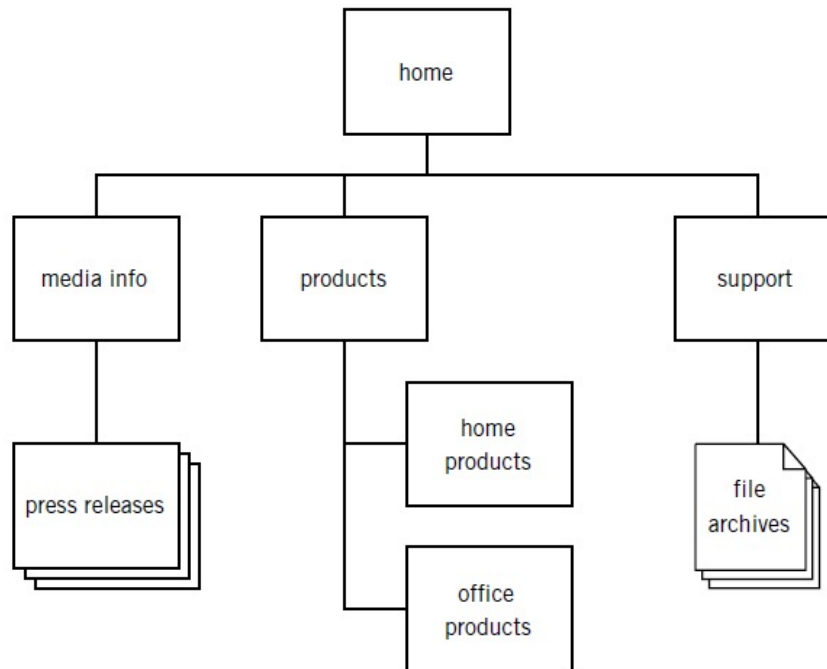 home
media info
products
support
home
products
press releases
file
archives
office
products